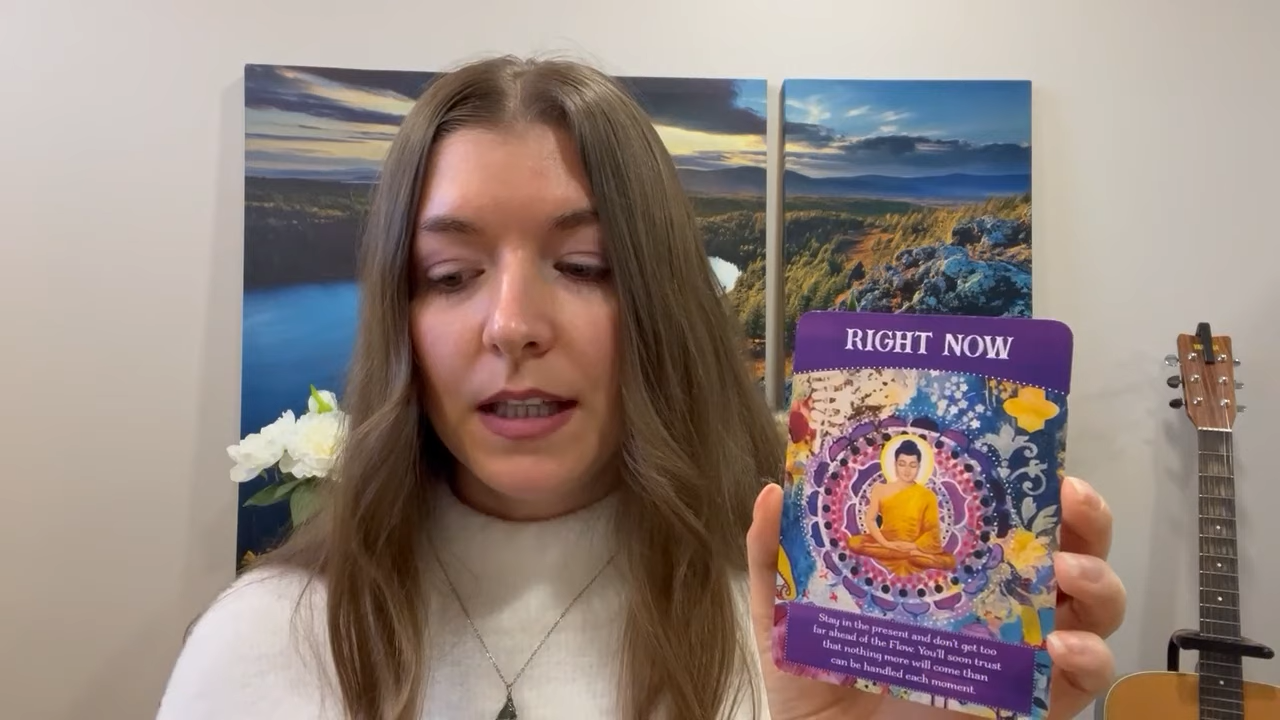 RIGHT NOW
Stay in the present and don't get too
far ahead of the Flow. You'll soon trust
that nothing more will come than
can be handled each moment.